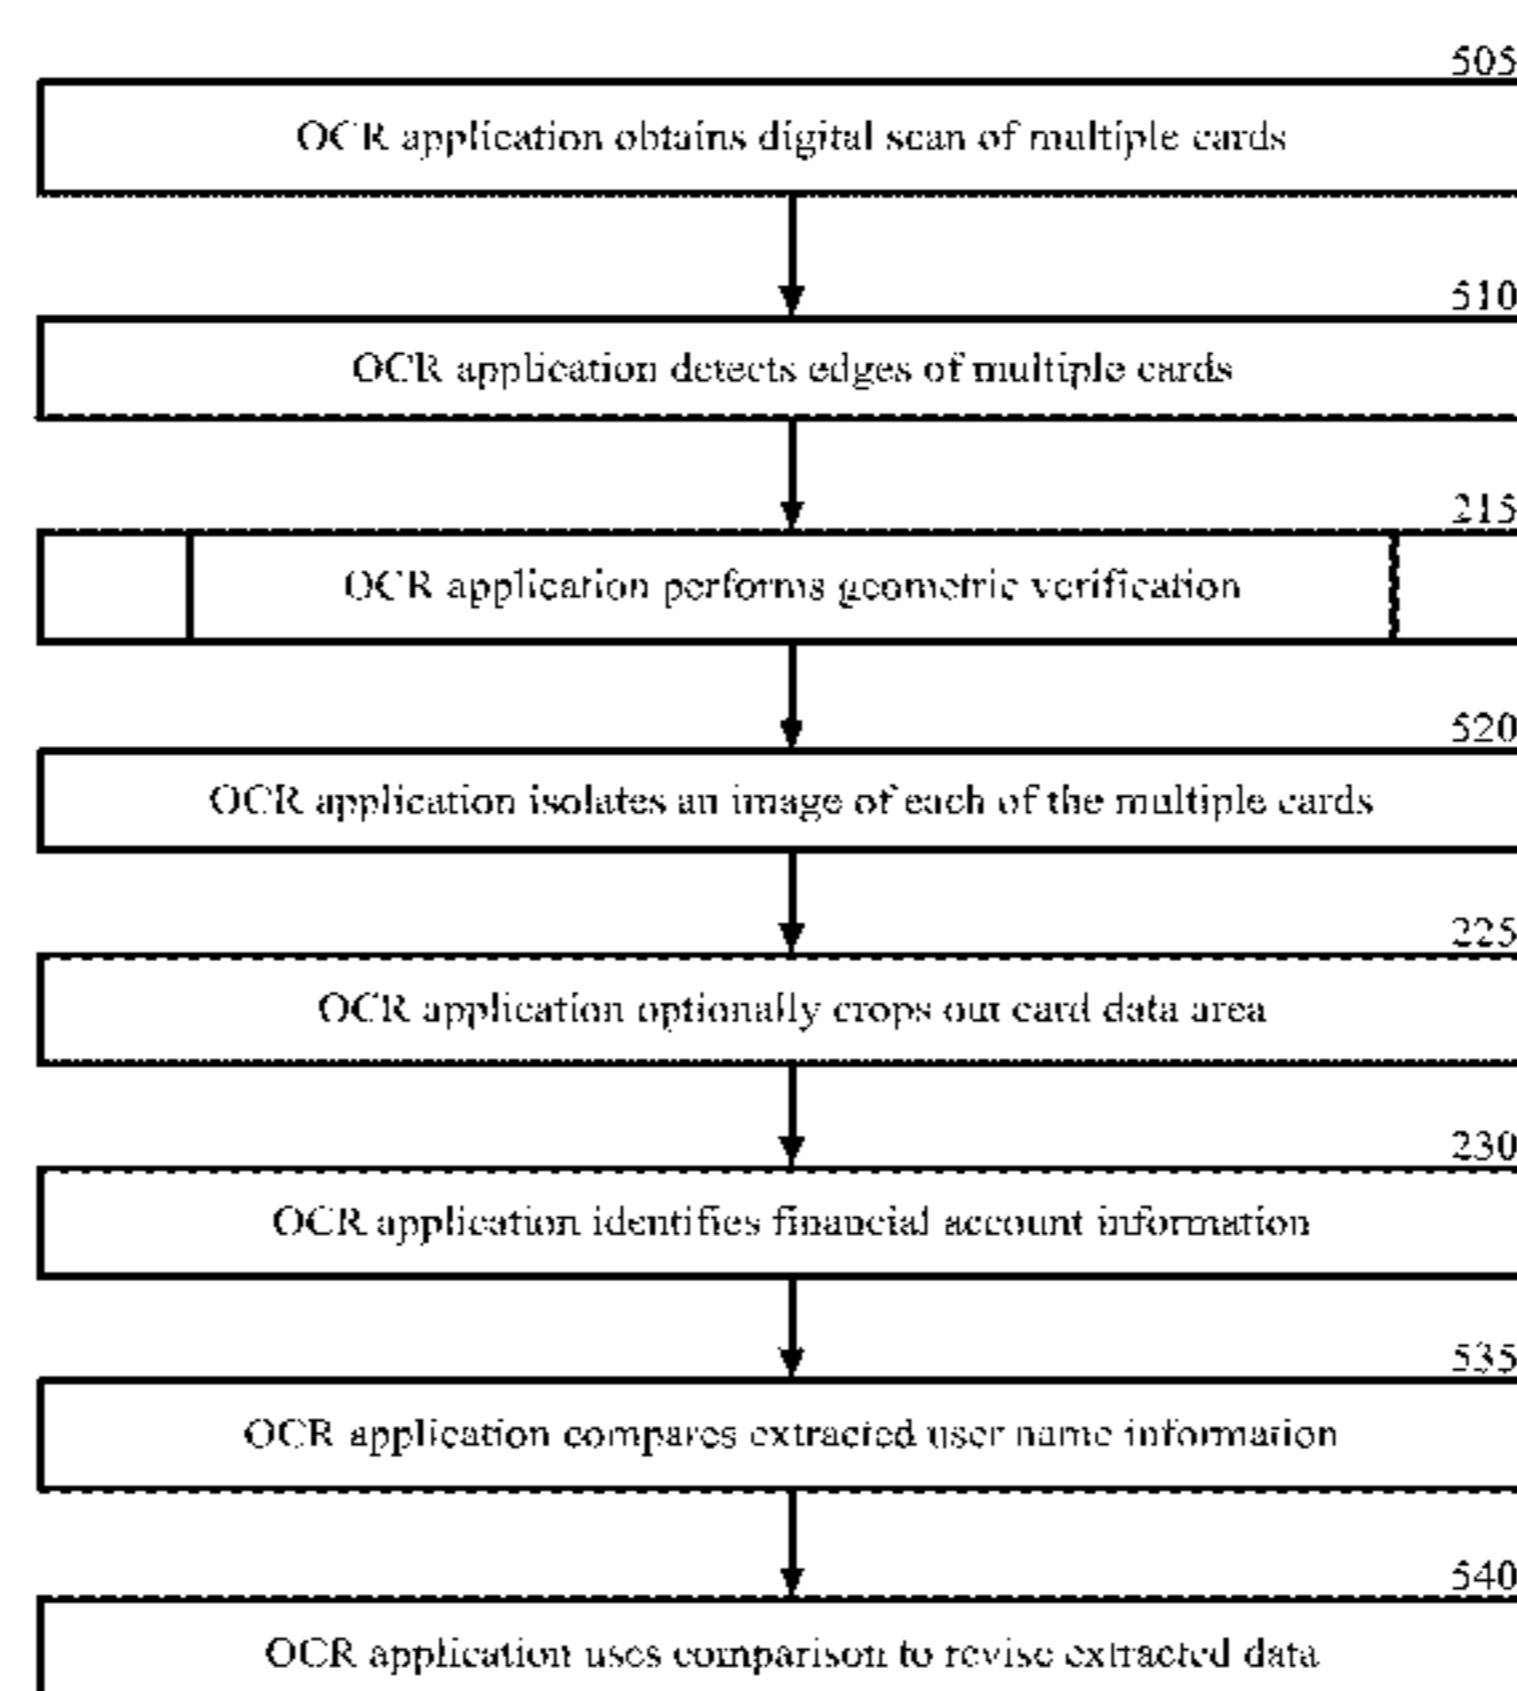 505
OCR application obtains digital scan of multiple cards
510
OCR application detects edges of multiple cards
215
OCR application performs geometric verification
520
OCR application isolates an image of each of the multiple cards
225
OCR application optionally crops out card data area
230
OCR application identifies financial account information
535
OCR application compares extracted user name information
540
OCR application uses comparison to revise extracted data